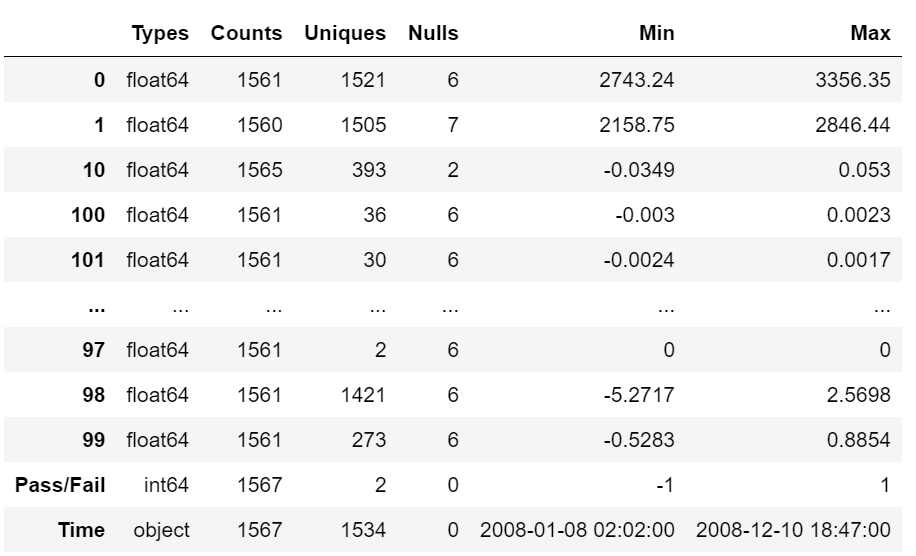 Types Counts Uniques Nulls Min Max
0 float64 1561 1521 6 2743.24 3356.35
1 float64 1560 1505 7 2158.75 2846.44
10 float64 1565 393 2 -0.0349 0.053
100 float64 1561 36 6 -0.003 0.0023
101 float64 1561 30 6 -0.0024 0.0017
... ... ... ... ... ... ...
97 float64 1561 2 6 0 0
98 float64 1561 1421 6 -5.2717 2.5698
99 float64 1561 273 6 -0.5283 0.8854
Pass/Fail int64 1567 2 0 -1 1
Time object 1567 1534 0 2008-01-08 02:02:00 2008-12-10 18:47:00